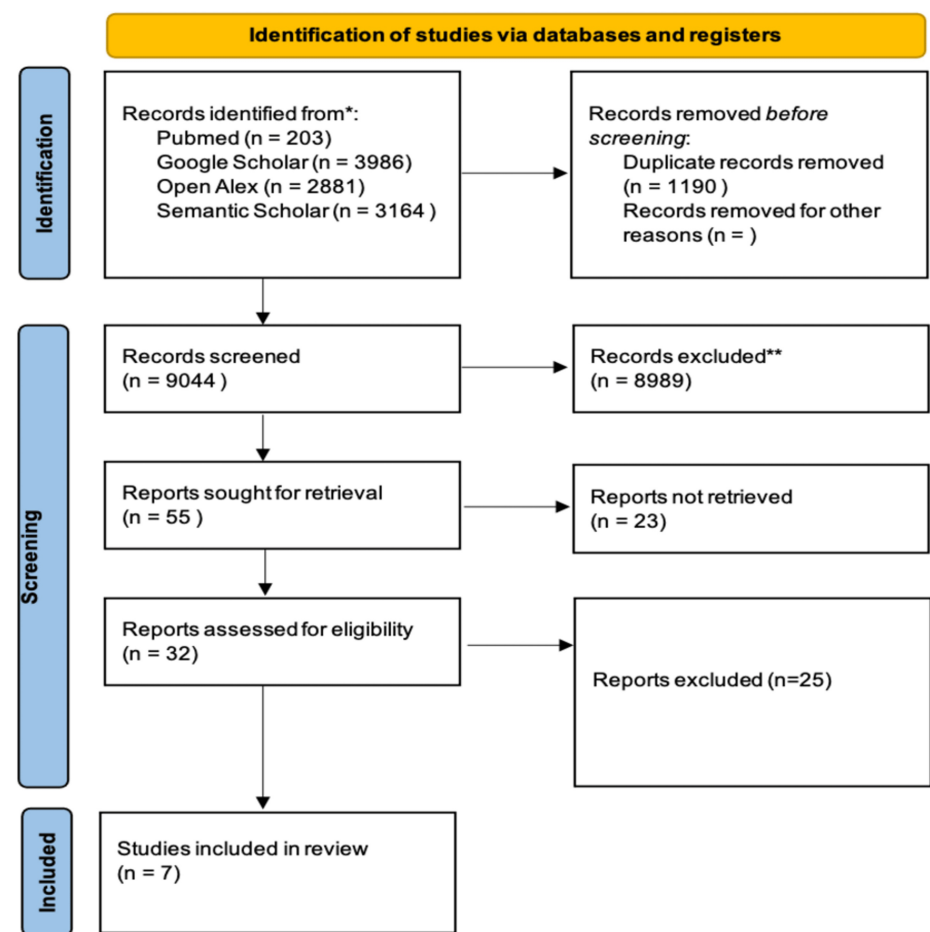 Identification of studies via databases and registers
Identification
Records identified from*:
Pubmed (n = 203)
Google Scholar (n = 3986)
Open Alex (n = 2881)
Semantic Scholar (n = 3164 )
Records removed before
screening:
Duplicate records removed
(n = 1190 )
Records removed for other
reasons (n = )
Screening
Records screened
(n = 9044 )
Records excluded**
(n = 8989)
Reports sought for retrieval
(n = 55 )
Reports not retrieved
(n = 23)
Reports assessed for eligibility
(n = 32)
Reports excluded (n=25)
Included
Studies included in review
(n = 7)